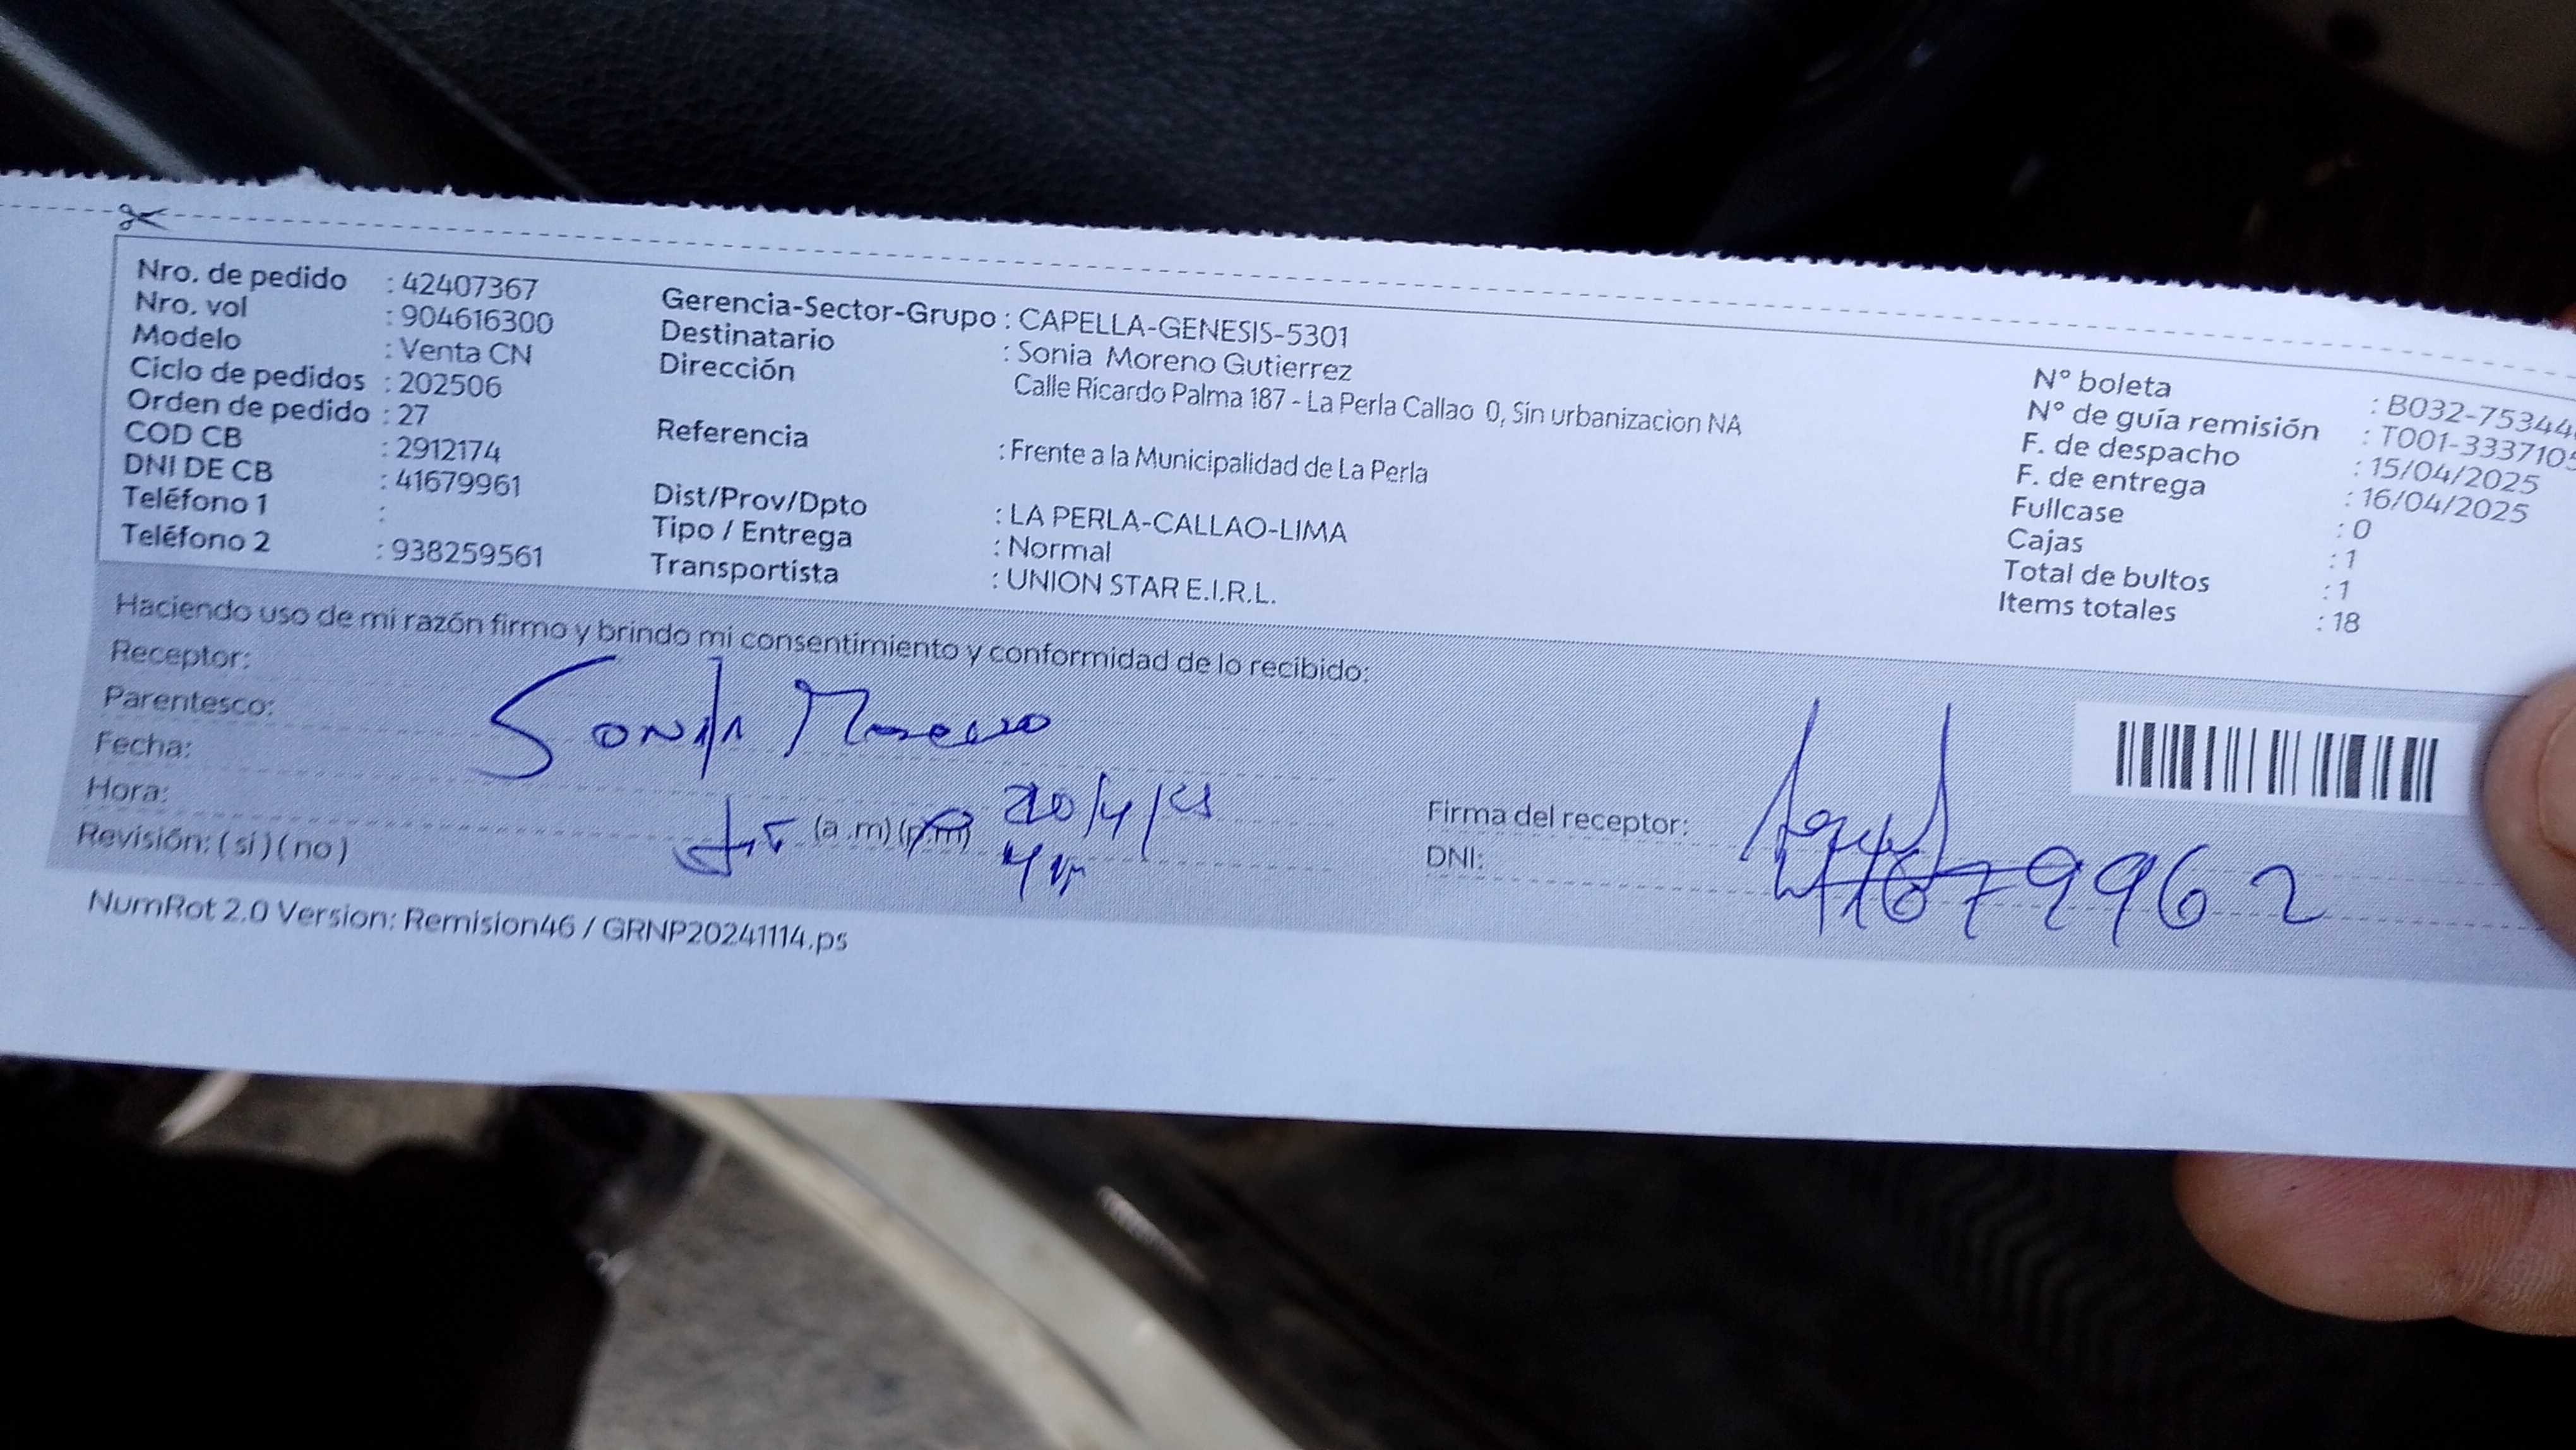 Nro. de pedido : 42407367
Nro. vol : 904616300
Modelo : Venta CN
Ciclo de pedidos : 202506
Orden de pedido : 27
COD CB : 2912174
DNI DE CB : 41679961
Teléfono 1 :
Teléfono 2 : 938259561
Gerencia-Sector-Grupo : CAPELLA-GENESIS-5301
Destinatario : Sonia Moreno Gutierrez
Dirección Calle Ricardo Palma 187 - La Perla Callao 0, Sin urbanizacion NA
Referencia : Frente a la Municipalidad de La Perla
Dist/Prov/Dpto : LA PERLA-CALLAO-LIMA
Tipo / Entrega : Normal
Transportista : UNION STAR E.I.R.L.
N° boleta : B032-75344
N° de guía remisión : T001-333710
F. de despacho : 15/04/2025
F. de entrega : 16/04/2025
Fullcase : 0
Cajas : 1
Total de bultos : 1
Items totales : 18
Haciendo uso de mi razón firmo y brindo mi consentimiento y conformidad de lo recibido:
Receptor:
Parentesco: Sonia Moreno
Fecha:
Hora: (a .m) (p.m)
Revisión: ( si ) ( no )
Firma del receptor:
DNI: 41679962
NumRot 2.0 Version: Remision46 / GRNP20241114.ps